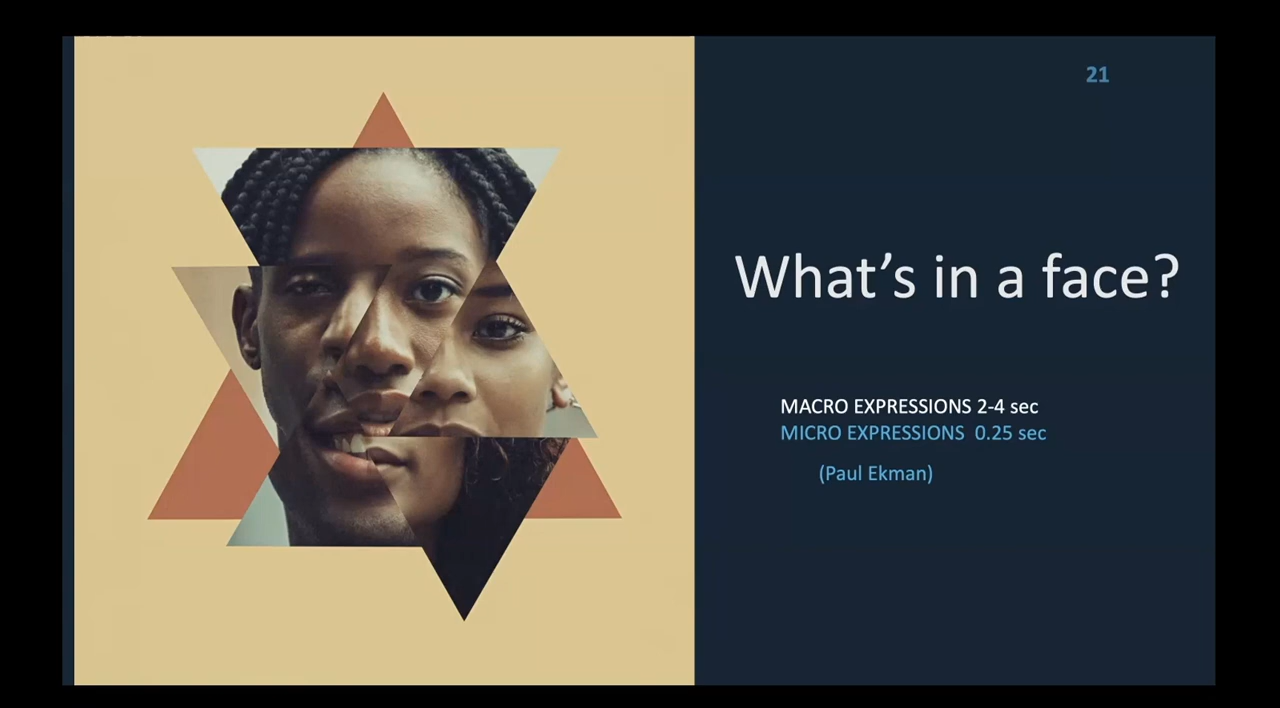 21
What’s in a face?
MACRO EXPRESSIONS 2-4 sec
MICRO EXPRESSIONS 0.25 sec
(Paul Ekman)